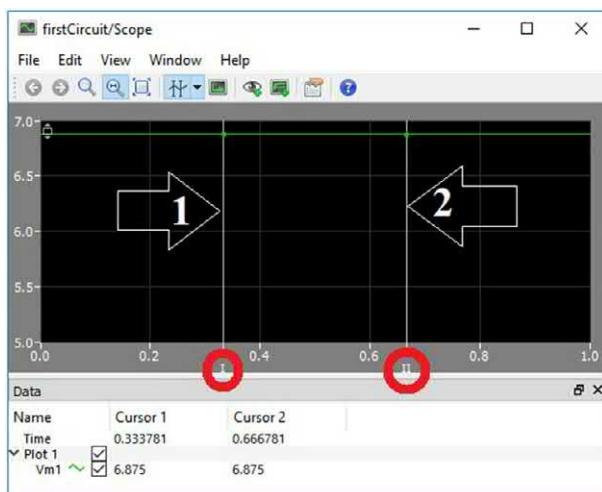 firstCircuit/Scope
File Edit View Window Help
7.0
6.5
1 2
6.0
5.5
5.0
0.0 0.2 0.4 0.6 0.8 1.0
I II
Data
Name Cursor 1 Cursor 2
Time 0.333781 0.666781
Plot 1
Vm1 6.875 6.875